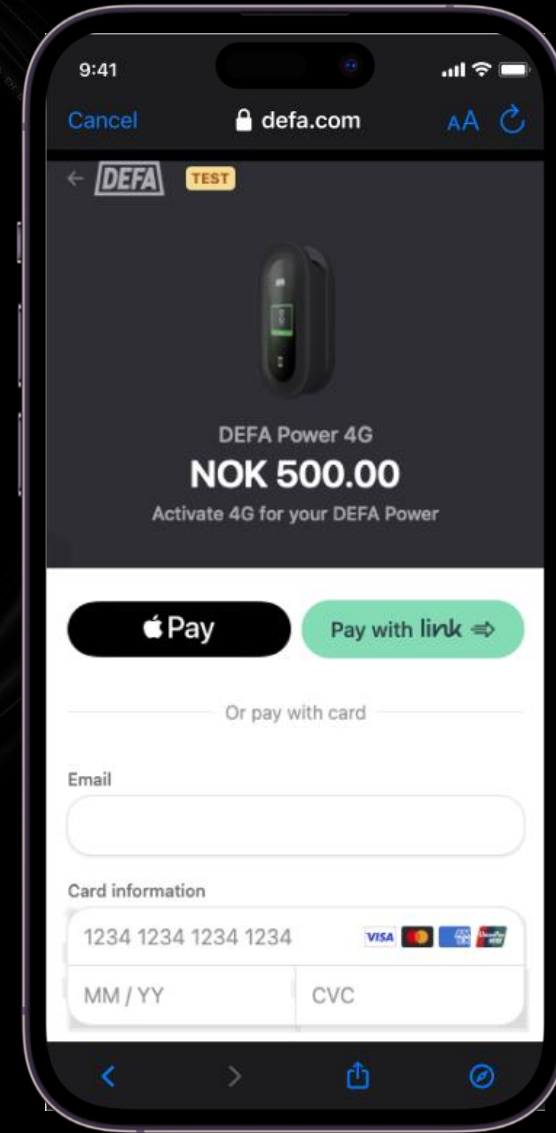 9:41
Cancel defa.com AA
DEFA TEST
DEFA Power 4G
NOK 500.00
Activate 4G for your DEFA Power
Pay Pay with link
Or pay with card
Email
Card information
1234 1234 1234 1234 VISA
MM / YY CVC